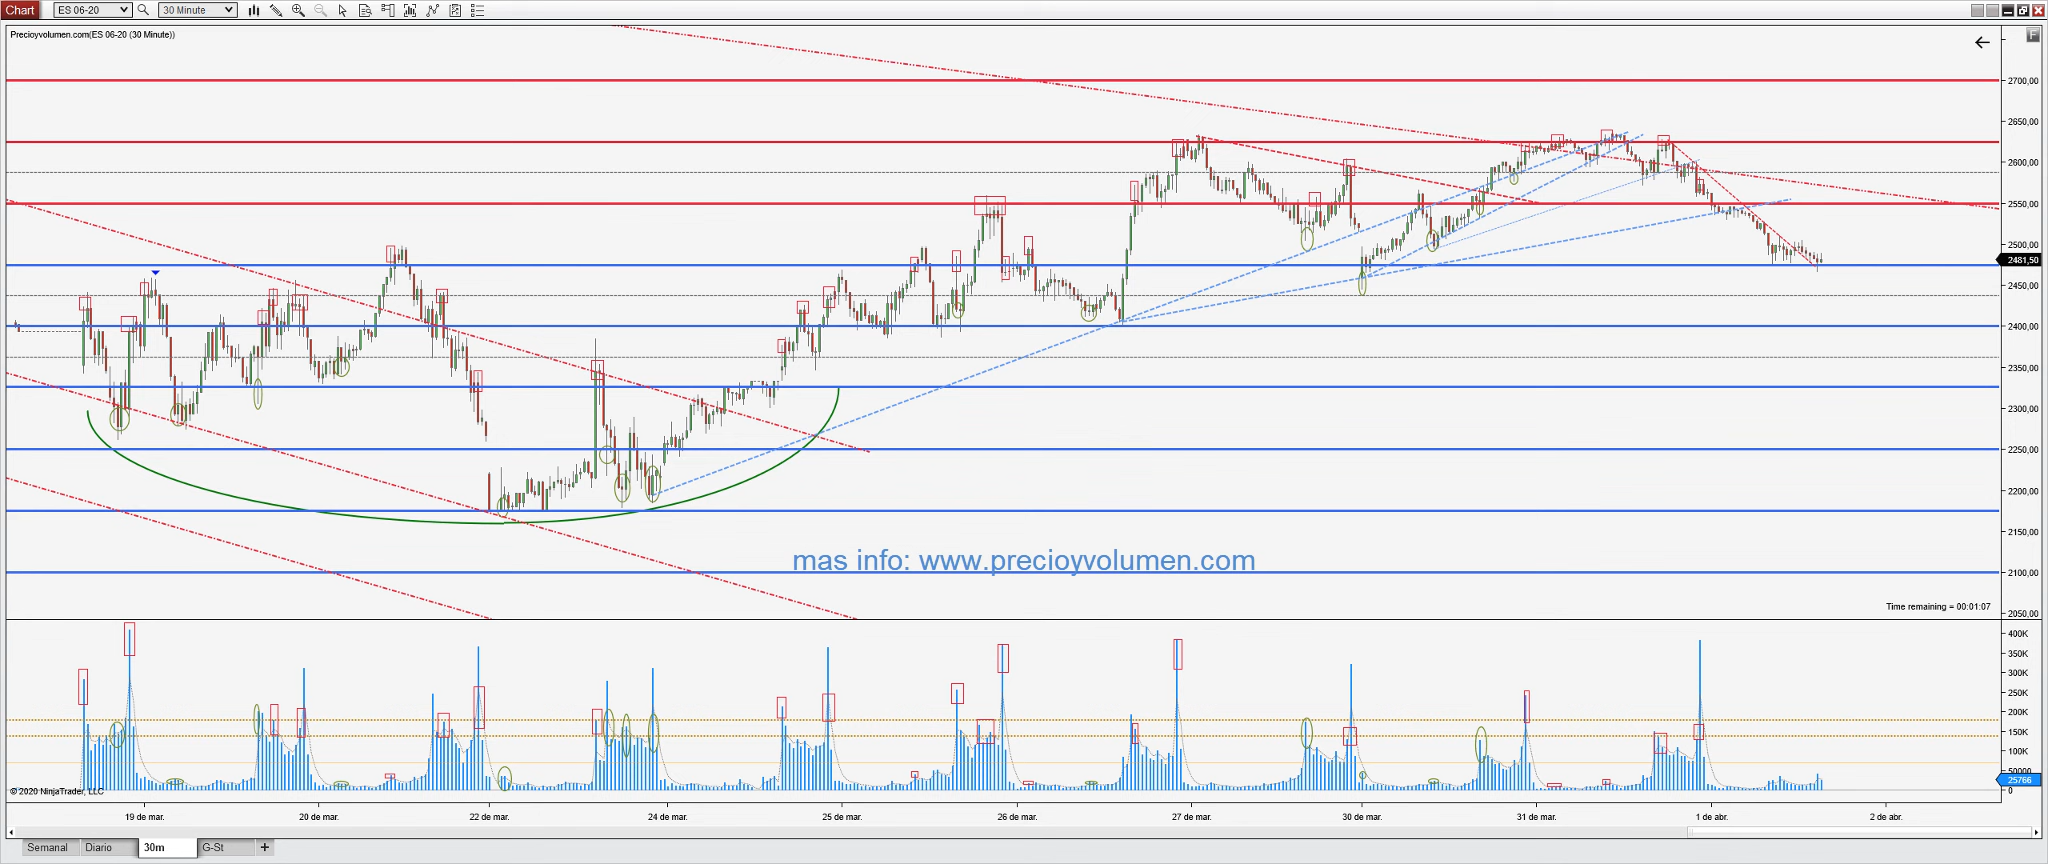 Chart
ES 06-20
30 Minute
Precioyvolumen.com(ES 06-20 (30 Minute))
F
2700,00
2650,00
2600,00
2550,00
2500,00
2481,50
2450,00
2400,00
2350,00
2300,00
2250,00
2200,00
2150,00
2100,00
2050,00
mas info: www.precioyvolumen.com
Time remaining = 00:01:07
400K
350K
300K
250K
200K
150K
100K
50000
25766
0
© 2020 NinjaTrader, LLC
19 de mar.
20 de mar.
22 de mar.
24 de mar.
25 de mar.
26 de mar.
27 de mar.
30 de mar.
31 de mar.
1 de abr.
2 de abr.
Semanal
Diario
30m
G-St
+